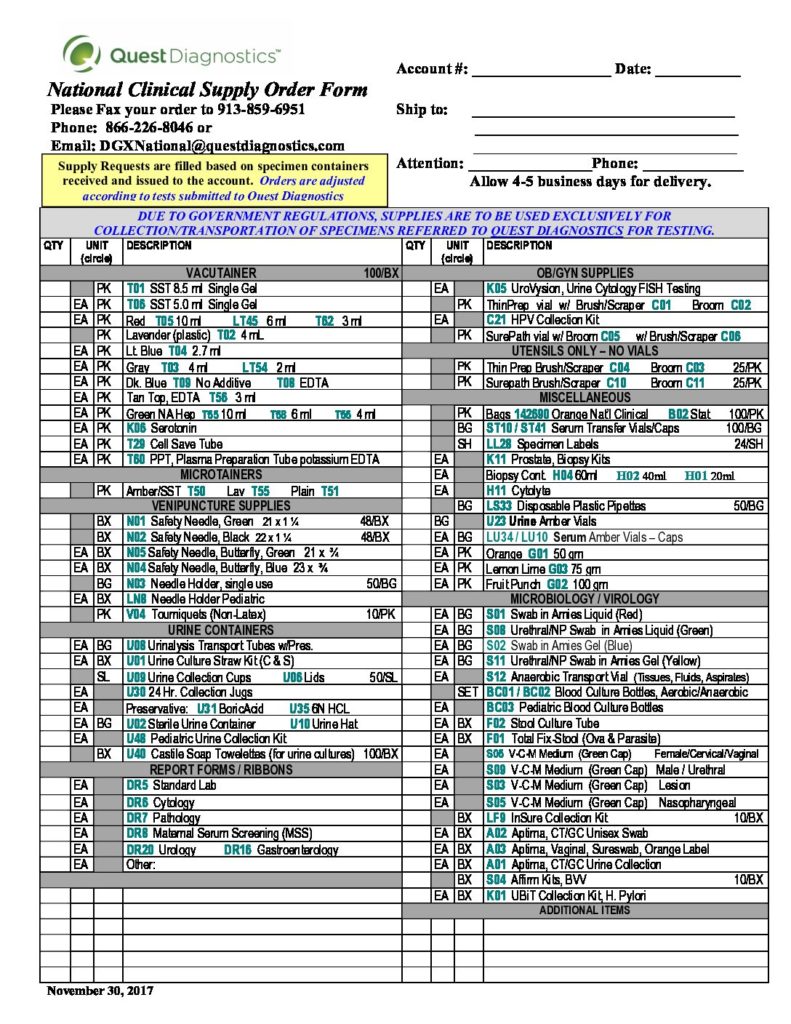 Quest Diagnostics™
National Clinical Supply Order Form
Please Fax your order to 913-859-6951
Phone: 866-226-8046 or
Email: DGXNational@questdiagnostics.com
Supply Requests are filled based on specimen containers
received and issued to the account. Orders are adjusted
according to tests submitted to Quest Diagnostics
Account #: Date:
Ship to:
Attention: Phone:
Allow 4-5 business days for delivery.
DUE TO GOVERNMENT REGULATIONS, SUPPLIES ARE TO BE USED EXCLUSIVELY FOR
COLLECTION/TRANSPORTATION OF SPECIMENS REFERRED TO QUEST DIAGNOSTICS FOR TESTING.
QTY UNIT (circle) DESCRIPTION
VACUTAINER 100/BX
PK T01 SST 8.5 ml Single Gel
EA PK T06 SST 5.0 ml Single Gel
EA PK Red T05 10 ml LT45 6 ml T62 3 ml
PK Lavender (plastic) T02 4 mL
EA PK Lt. Blue T04 2.7 ml
EA PK Gray T03 4 ml LT54 2 ml
EA PK Dk. Blue T09 No Additive T08 EDTA
EA PK Tan Top, EDTA T56 3 ml
EA PK Green NA Hep T65 10 ml T68 6 ml T66 4 ml
EA PK K06 Serotonin
EA PK T29 Cell Save Tube
EA PK T60 PPT, Plasma Preparation Tube potassium EDTA
MICROTAINERS
PK Amber/SST T50 Lav T55 Plain T51
VENIPUNCTURE SUPPLIES
BX N01 Safety Needle, Green 21 x 1 ¼ 48/BX
BX N02 Safety Needle, Black 22 x 1 ¼ 48/BX
EA BX N05 Safety Needle, Butterfly, Green 21 x ¾
EA BX N04 Safety Needle, Butterfly, Blue 23 x ¾
BG N03 Needle Holder, single use 50/BG
EA BX LN8 Needle Holder Pediatric
PK V04 Tourniquets (Non-Latex) 10/PK
URINE CONTAINERS
EA BG U08 Urinalysis Transport Tubes w/Pres.
EA BX U01 Urine Culture Straw Kit (C & S)
SL U09 Urine Collection Cups U06 Lids 50/SL
EA U30 24 Hr. Collection Jugs
EA Preservative: U31 BoricAcid U35 6N HCL
EA BG U02 Sterile Urine Container U10 Urine Hat
EA U48 Pediatric Urine Collection Kit
BX U40 Castile Soap Towelettes (for urine cultures) 100/BX
REPORT FORMS / RIBBONS
EA DR5 Standard Lab
EA DR6 Cytology
EA DR7 Pathology
EA DR8 Maternal Serum Screening (MSS)
EA DR20 Urology DR16 Gastroenterology
EA Other:
QTY UNIT (circle) DESCRIPTION
OB/GYN SUPPLIES
EA K05 UroVysion, Urine Cytology FISH Testing
PK ThinPrep vial w/ Brush/Scraper C01 Broom C02
EA C21 HPV Collection Kit
PK SurePath vial w/ Broom C05 w/ Brush/Scraper C06
UTENSILS ONLY – NO VIALS
PK Thin Prep Brush/Scraper C04 Broom C03 25/PK
PK Surepath Brush/Scraper C10 Broom C11 25/PK
MISCELLANEOUS
PK Bags 142690 Orange Nat'l Clinical B02 Stat 100/PK
BG ST10 / ST41 Serum Transfer Vials/Caps 100/BG
SH LL28 Specimen Labels 24/SH
EA K11 Prostate, Biopsy Kits
EA Biopsy Cont. H04 60ml H02 40ml H01 20ml
EA H11 Cytolyte
BG LS33 Disposable Plastic Pipettes 50/BG
BG U23 Urine Amber Vials
EA BG LU34 / LU10 Serum Amber Vials – Caps
EA PK Orange G01 50 gm
EA PK Lemon Lime G03 75 gm
EA PK Fruit Punch G02 100 gm
MICROBIOLOGY / VIROLOGY
EA BG S01 Swab in Amies Liquid (Red)
EA BG S08 Urethral/NP Swab in Amies Liquid (Green)
EA BG S02 Swab in Amies Gel (Blue)
EA BG S11 Urethral/NP Swab in Amies Gel (Yellow)
EA S12 Anaerobic Transport Vial (Tissues, Fluids, Aspirates)
SET BC01 / BC02 Blood Culture Bottles, Aerobic/Anaerobic
EA BC03 Pediatric Blood Culture Bottles
EA BX F02 Stool Culture Tube
EA BX F01 Total Fix-Stool (Ova & Parasite)
EA S06 V-C-M Medium (Green Cap) Female/Cervical/Vaginal
EA S09 V-C-M Medium (Green Cap) Male / Urethral
EA S03 V-C-M Medium (Green Cap) Lesion
EA S05 V-C-M Medium (Green Cap) Nasopharyngeal
BX LF9 InSure Collection Kit 10/BX
EA BX A02 Aptima, CT/GC Unisex Swab
EA BX A03 Aptima, Vaginal, Sureswab, Orange Label
EA BX A01 Aptima, CT/GC Urine Collection
BX S04 Affirm Kits, BVV 10/BX
EA BX K01 UBiT Collection Kit, H. Pylori
ADDITIONAL ITEMS
November 30, 2017